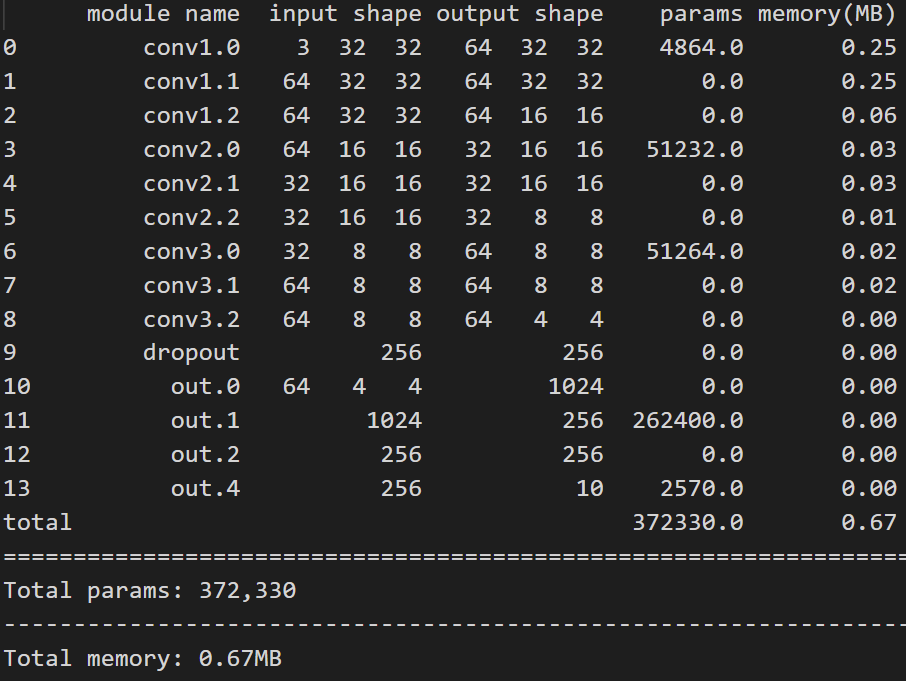 module name  input shape output shape    params memory(MB)
0         conv1.0    3  32  32   64  32  32    4864.0       0.25
1         conv1.1   64  32  32   64  32  32       0.0       0.25
2         conv1.2   64  32  32   64  16  16       0.0       0.06
3         conv2.0   64  16  16   32  16  16   51232.0       0.03
4         conv2.1   32  16  16   32  16  16       0.0       0.03
5         conv2.2   32  16  16   32   8   8       0.0       0.01
6         conv3.0   32   8   8   64   8   8   51264.0       0.02
7         conv3.1   64   8   8   64   8   8       0.0       0.02
8         conv3.2   64   8   8   64   4   4       0.0       0.00
9         dropout          256          256       0.0       0.00
10          out.0   64   4   4         1024       0.0       0.00
11          out.1         1024          256  262400.0       0.00
12          out.2          256          256       0.0       0.00
13          out.4          256           10    2570.0       0.00
total                                        372330.0       0.67
=================================================================
Total params: 372,330
-----------------------------------------------------------------
Total memory: 0.67MB